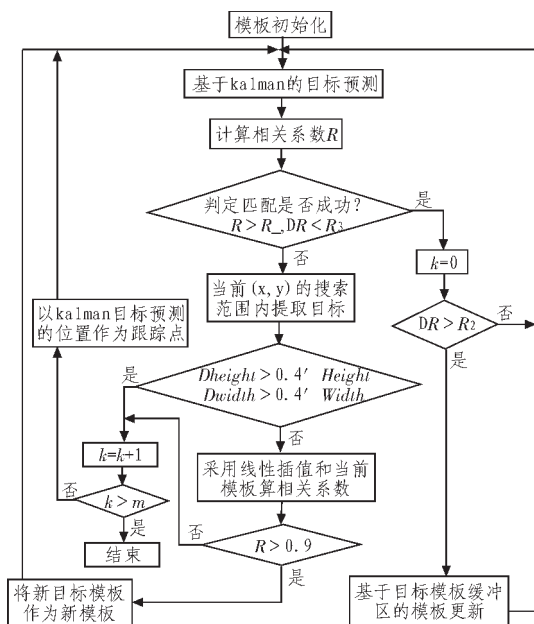 模板初始化
基于kalman的目标预测
计算相关系数R
判定匹配是否成功?
R>R_,DR<R3
是
否
k=0
当前(x,y)的搜索
范围内提取目标
以kalman目标预测
的位置作为跟踪点
DR>R2
否
是
是
Dheight>0.4′ Height
Dwidth>0.4′ Width
否
k=k+1
采用线性插值和当前
模板算相关系数
否
k>m
是
否
R>0.9
结束
是
将新目标模板
作为新模板
基于目标模板缓冲
区的模板更新